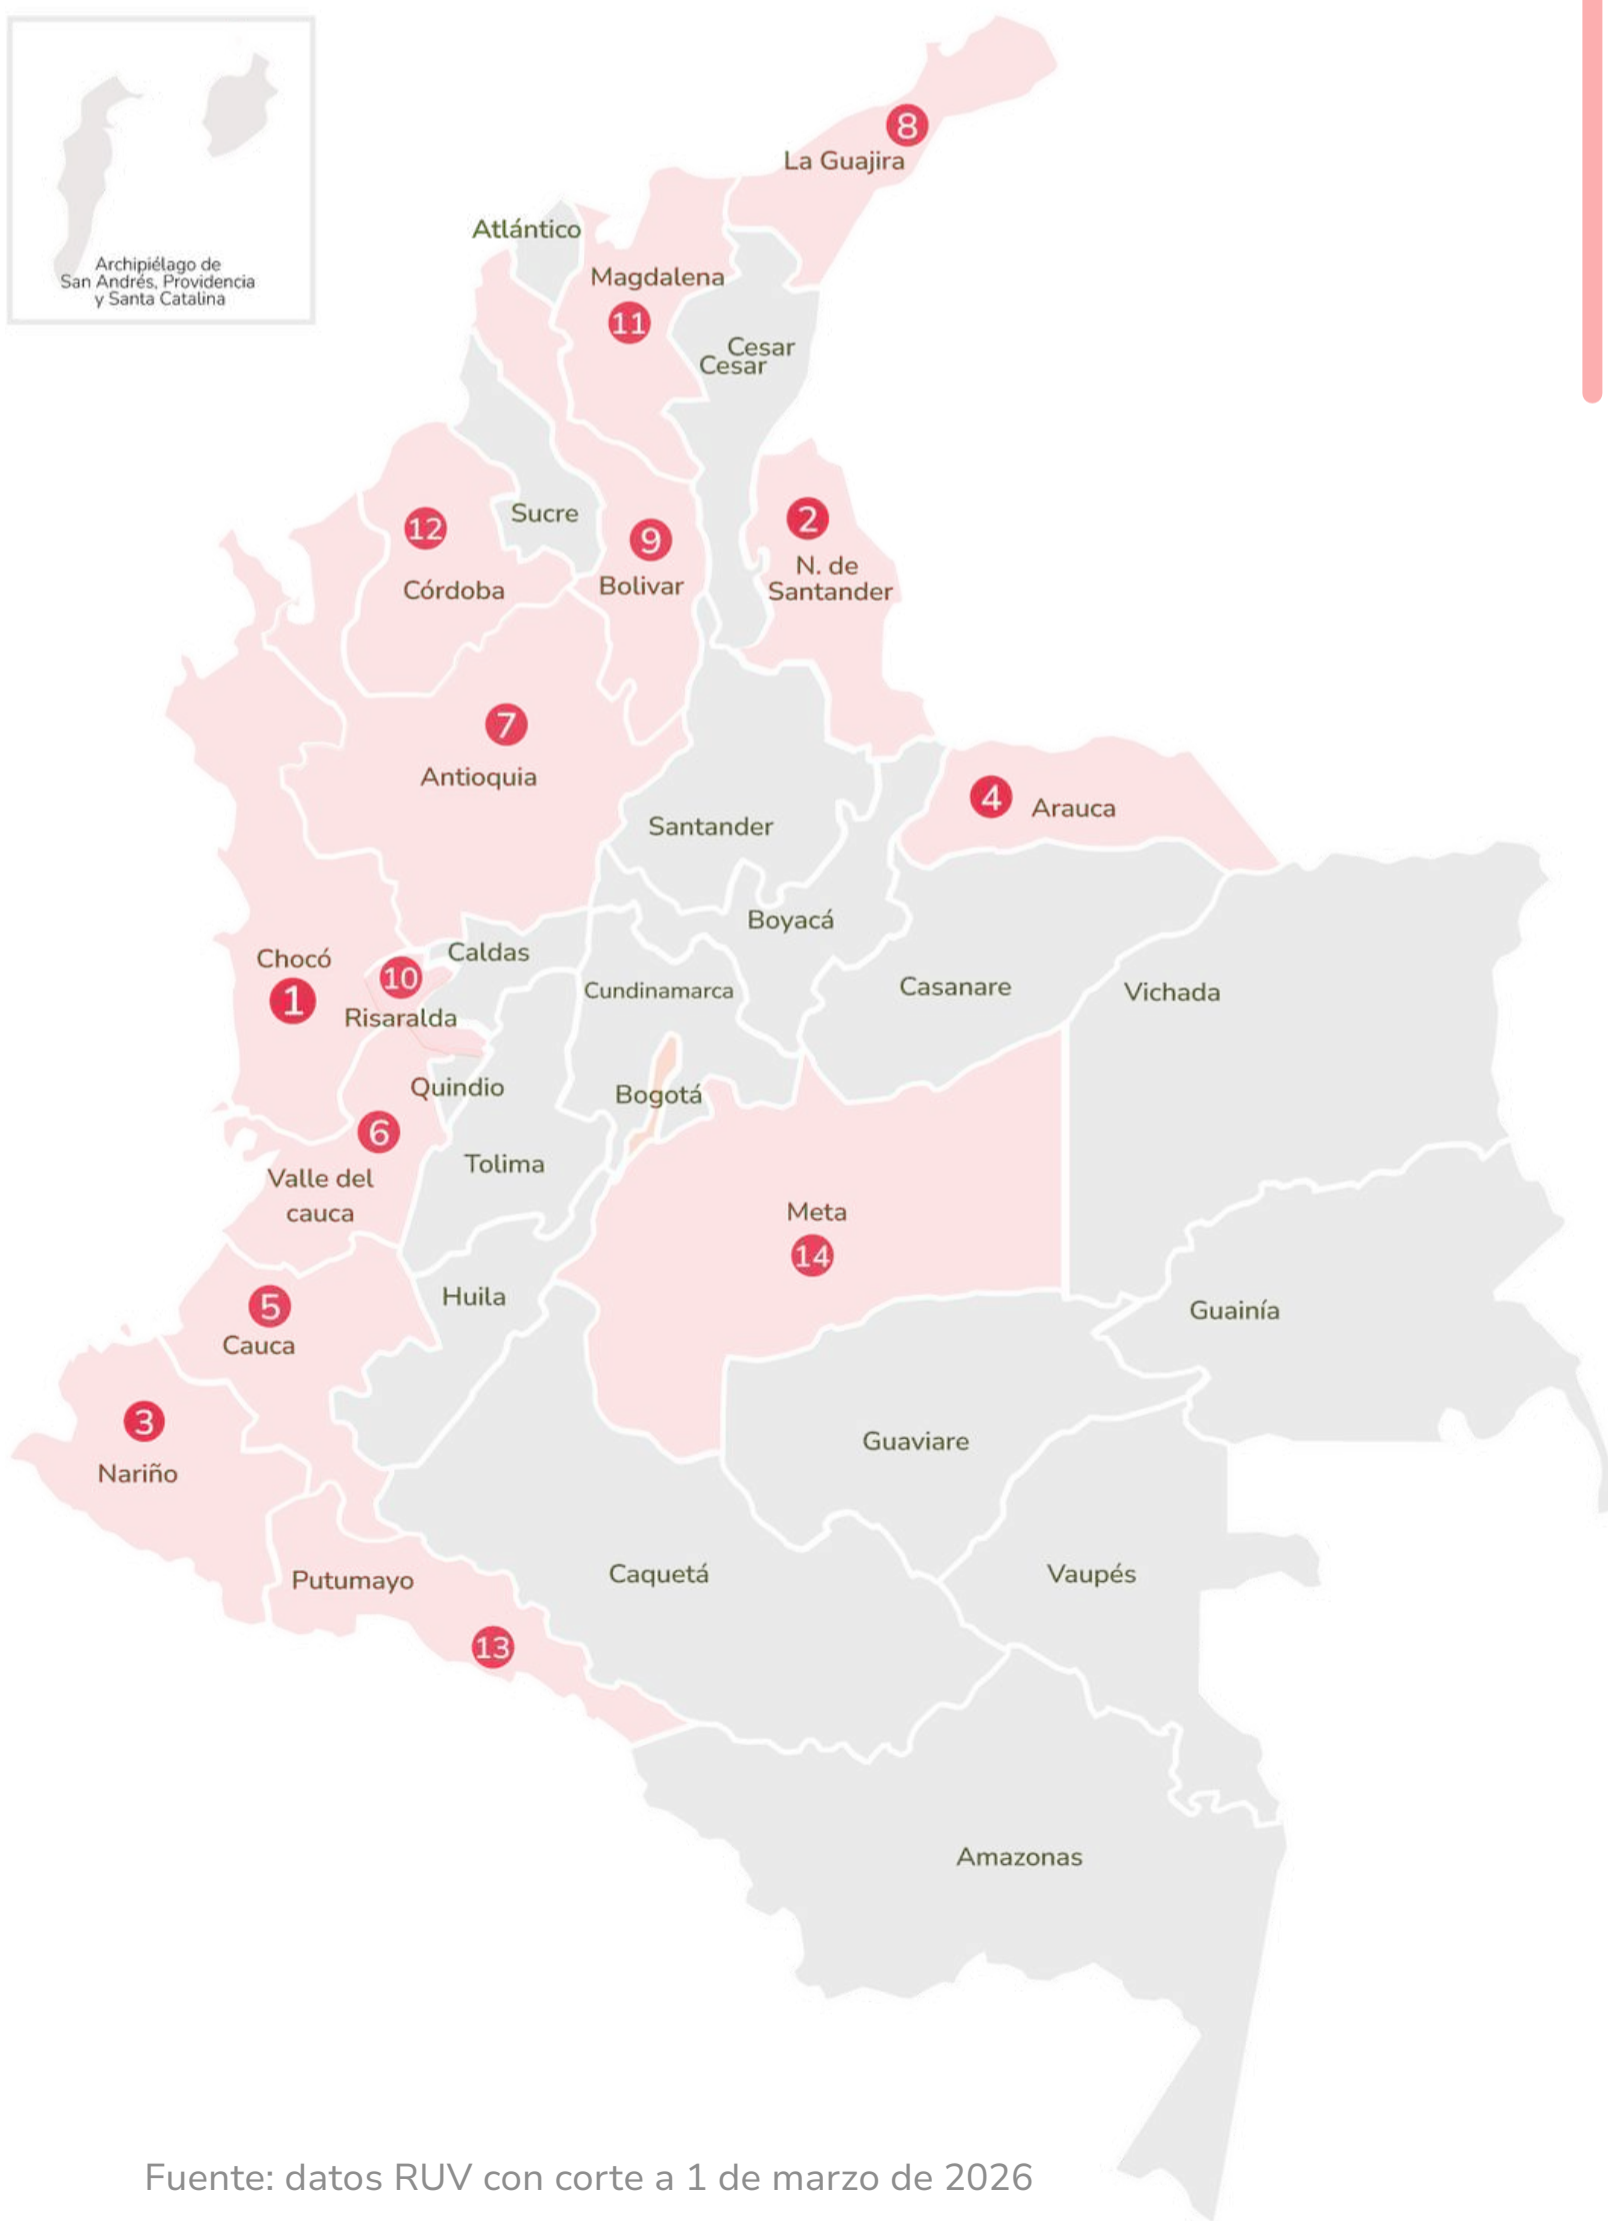 8
La Guajira
Atlántico
Archipiélago de
San Andrés, Providencia
y Santa Catalina
Magdalena
11
Cesar
Cesar
12
Sucre
9
2
N. de
Santander
Córdoba
Bolivar
7
Antioquia
4
Arauca
Santander
Boyacá
Chocó
1
Caldas
10
Risaralda
Cundinamarca
Casanare
Vichada
Quindio
Bogotá
6
Valle del
cauca
Tolima
Meta
14
Huila
5
Cauca
Guainía
3
Nariño
Guaviare
Putumayo
Caquetá
Vaupés
13
Amazonas
Fuente: datos RUV con corte a 1 de marzo de 2026